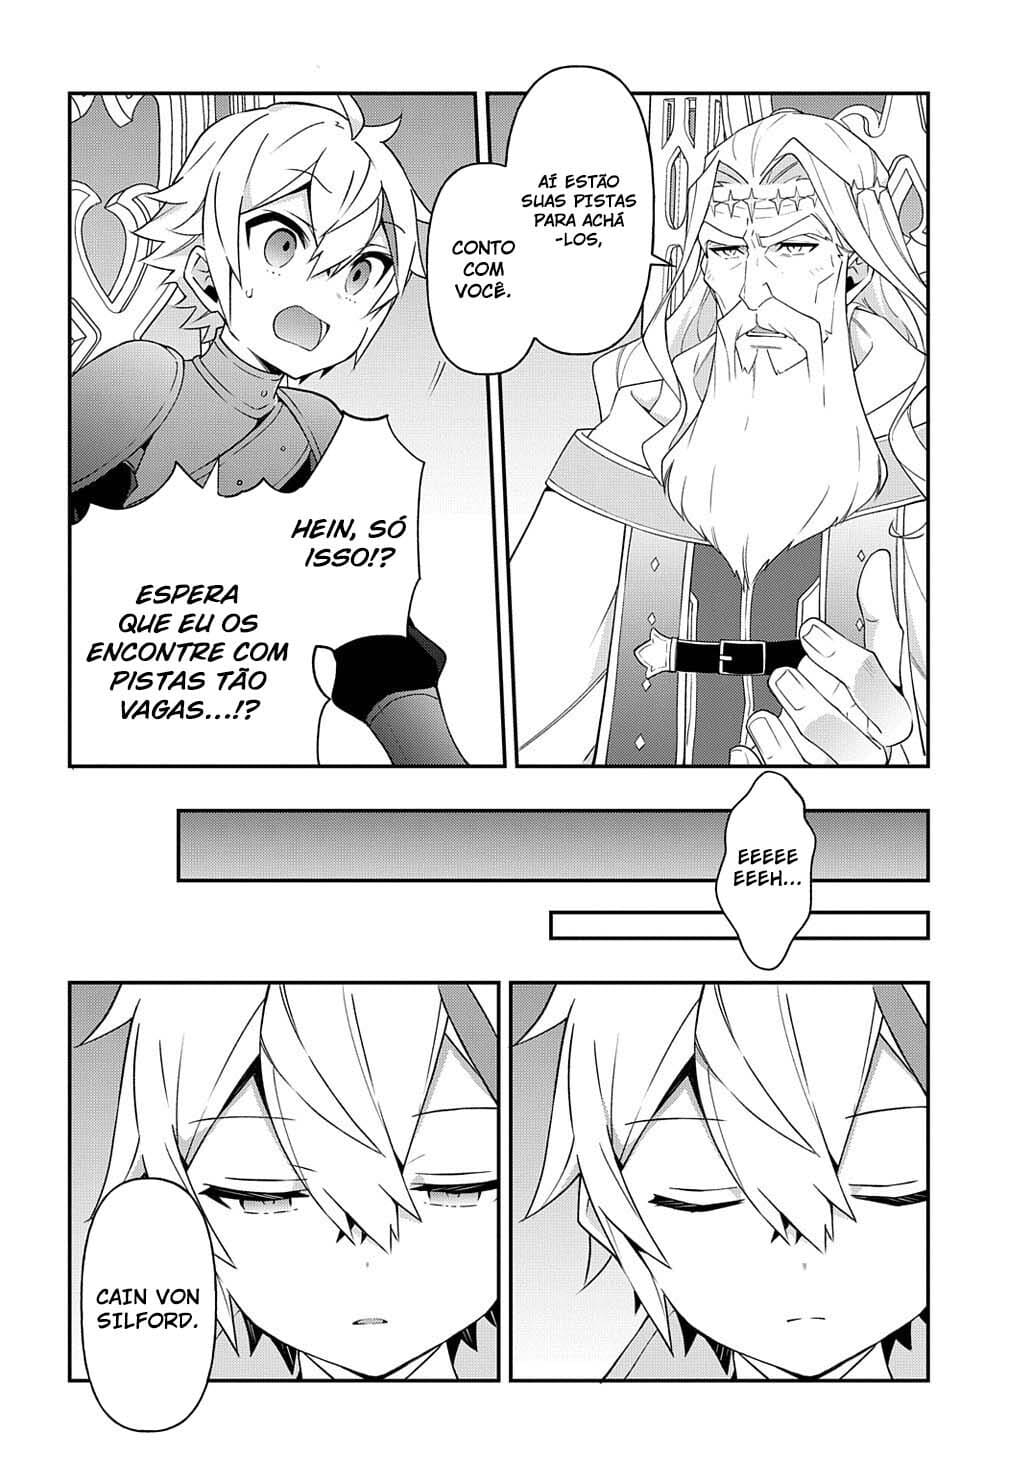 AÍ ESTÃO
SUAS PISTAS
PARA ACHÁ
-LOS,
CONTO
COM
VOCÊ.
HEIN, SÓ
ISSO!?
ESPERA
QUE EU OS
ENCONTRE COM
PISTAS TÃO
VAGAS...!?
EEEEE
EEEH...
CAIN VON
SILFORD.